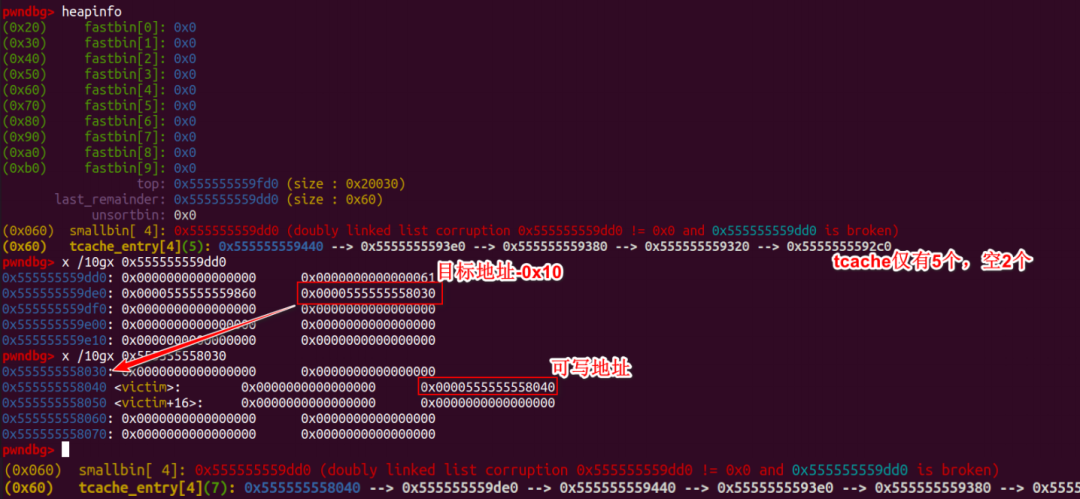 pwndbg> heapinfo
(0x20) fastbin[0]: 0x0
(0x30) fastbin[1]: 0x0
(0x40) fastbin[2]: 0x0
(0x50) fastbin[3]: 0x0
(0x60) fastbin[4]: 0x0
(0x70) fastbin[5]: 0x0
(0x80) fastbin[6]: 0x0
(0x90) fastbin[7]: 0x0
(0xa0) fastbin[8]: 0x0
(0xb0) fastbin[9]: 0x0
top: 0x555555559fd0 (size : 0x20030)
last_remainder: 0x555555559dd0 (size : 0x60)
unsortbin: 0x0
(0x060) smallbin[ 4]: 0x555555559dd0 (doubly linked list corruption 0x555555559dd0 != 0x0 and 0x555555559dd0 is broken)
(0x60) tcache_entry[4](5): 0x555555559440 --> 0x5555555593e0 --> 0x555555559380 --> 0x555555559320 --> 0x5555555592c0
tcache仅有5个，空2个
pwndbg> x /10gx 0x555555559dd0
目标地址-0x10
0x555555559dd0: 0x0000000000000000 0x0000000000000061
0x555555559de0: 0x0000555555559860 0x0000555555558030
0x555555559df0: 0x0000000000000000 0x0000000000000000
0x555555559e00: 0x0000000000000000 0x0000000000000000
0x555555559e10: 0x0000000000000000 0x0000000000000000
pwndbg> x /10gx 0x555555558030
可写地址
0x555555558030: 0x0000000000000000 0x0000000000000000
0x555555558040 <victim>: 0x0000000000000000 0x0000555555558040
0x555555558050 <victim+16>: 0x0000000000000000 0x0000000000000000
0x555555558060: 0x0000000000000000 0x0000000000000000
0x555555558070: 0x0000000000000000 0x0000000000000000
pwndbg>
(0x060) smallbin[ 4]: 0x555555559dd0 (doubly linked list corruption 0x555555559dd0 != 0x0 and 0x555555559dd0 is broken)
(0x60) tcache_entry[4](7): 0x555555558040 --> 0x555555559de0 --> 0x555555559440 --> 0x5555555593e0 --> 0x555555559380 --> 0x5555